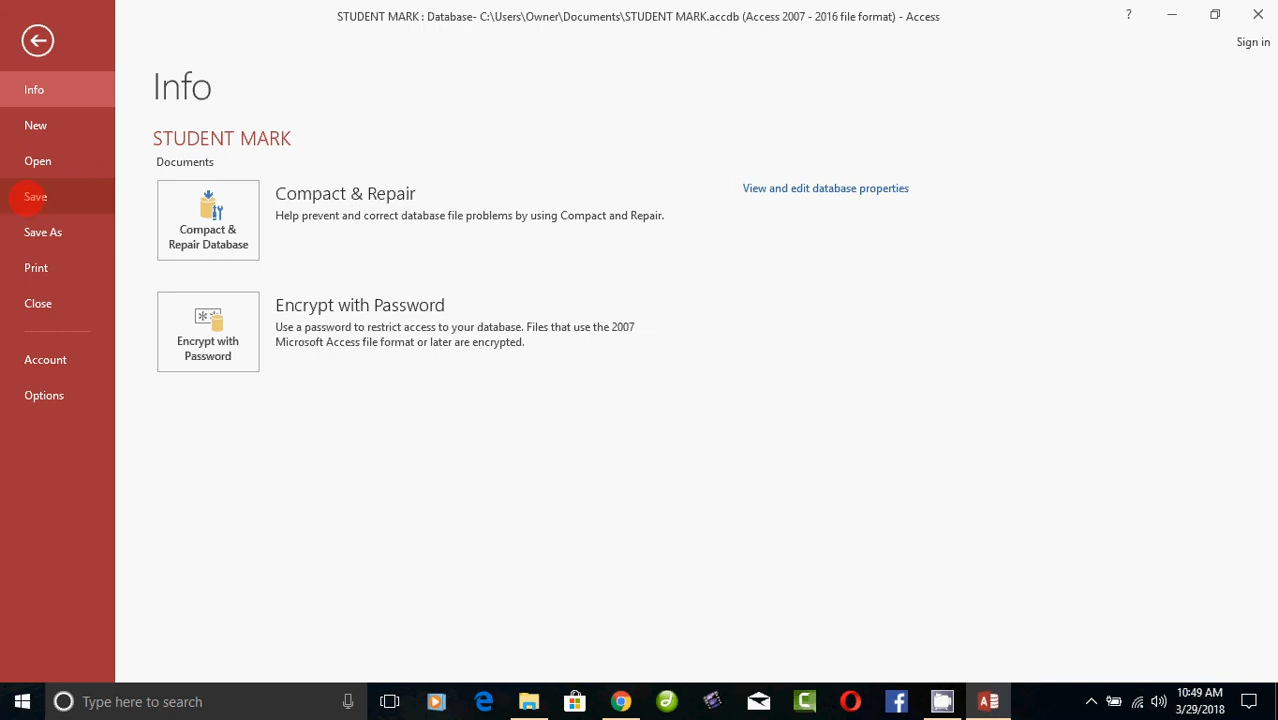 STUDENT MARK : Database- C:\Users\Owner\Documents\STUDENT MARK.accdb (Access 2007 - 2016 file format) - Access
?
Sign in
Info
New
Open
Save
Save As
Print
Close
Account
Options
Info
STUDENT MARK
Documents
Compact &
Repair Database
Compact & Repair
Help prevent and correct database file problems by using Compact and Repair.
View and edit database properties
Encrypt with
Password
Encrypt with Password
Use a password to restrict access to your database. Files that use the 2007
Microsoft Access file format or later are encrypted.
Type here to search
10:49 AM
3/29/2018